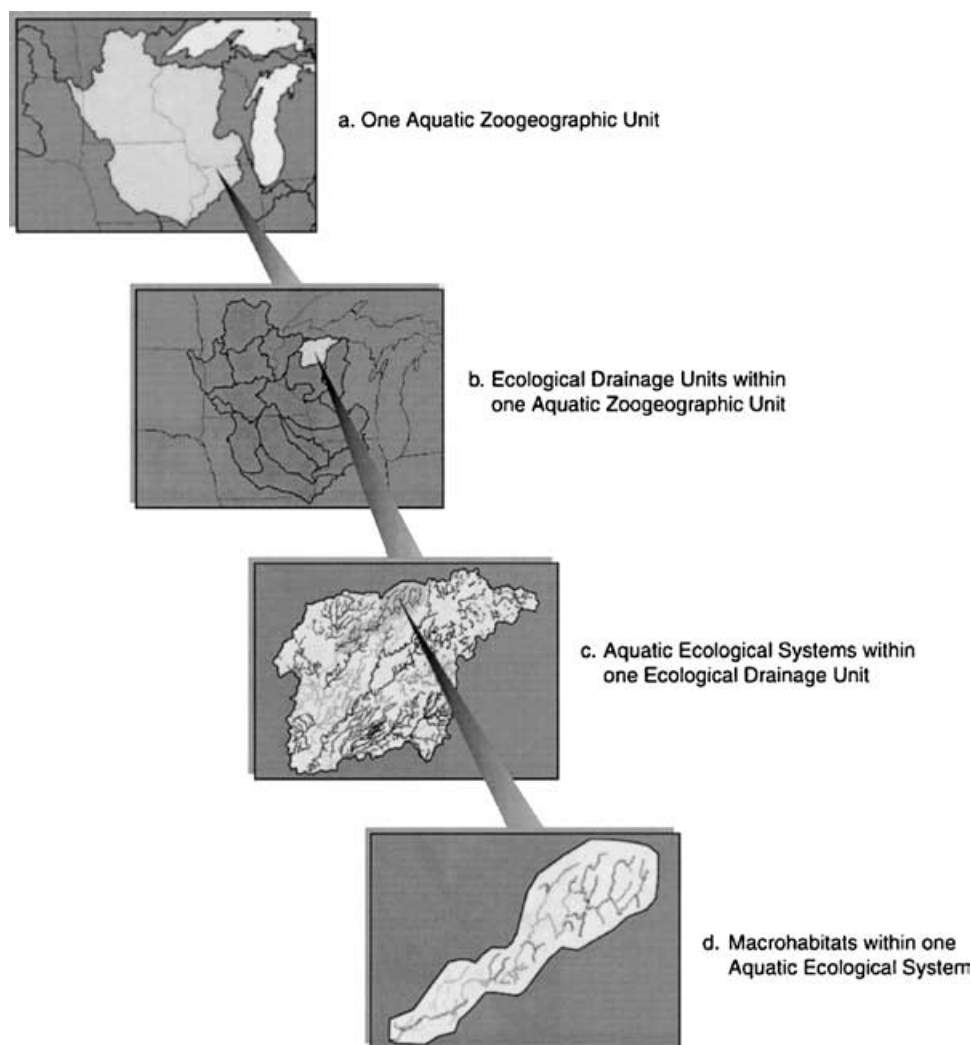 a. One Aquatic Zoogeographic Unit
b. Ecological Drainage Units within
one Aquatic Zoogeographic Unit
c. Aquatic Ecological Systems within
one Ecological Drainage Unit
d. Macrohabitats within one
Aquatic Ecological System